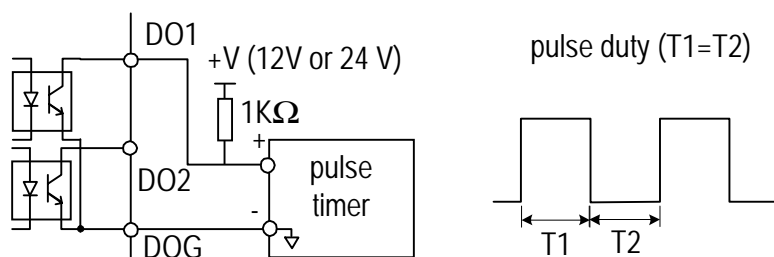 DO1
+V (12V or 24 V)
1KΩ
+
pulse
timer
DO2
-
DOG
pulse duty (T1=T2)
T1
T2